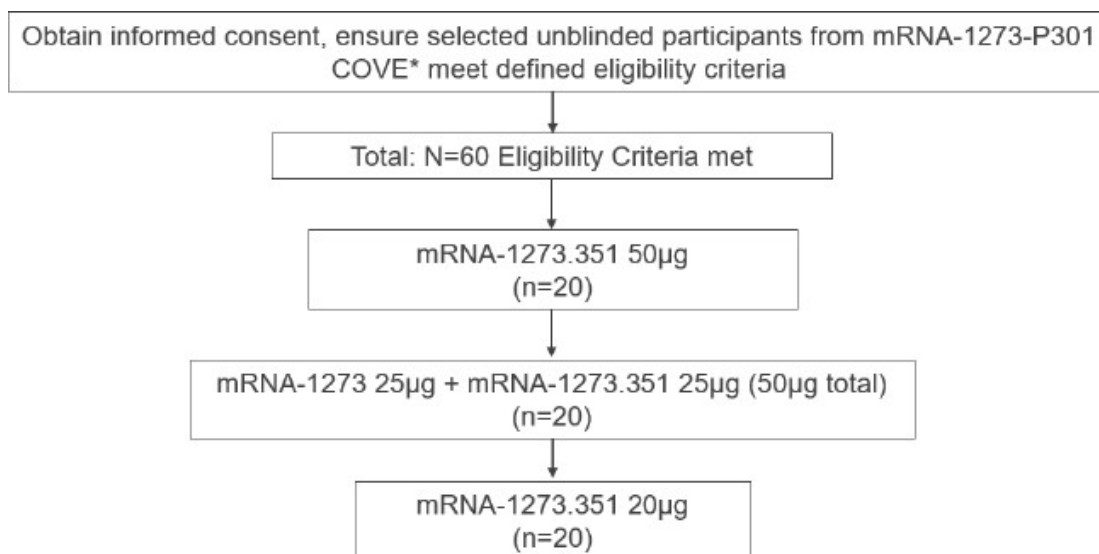 Obtain informed consent, ensure selected unblinded participants from mRNA-1273-P301
COVE* meet defined eligibility criteria
Total: N=60 Eligibility Criteria met
mRNA-1273.351 50µg
(n=20)
mRNA-1273 25µg + mRNA-1273.351 25µg (50µg total)
(n=20)
mRNA-1273.351 20µg
(n=20)